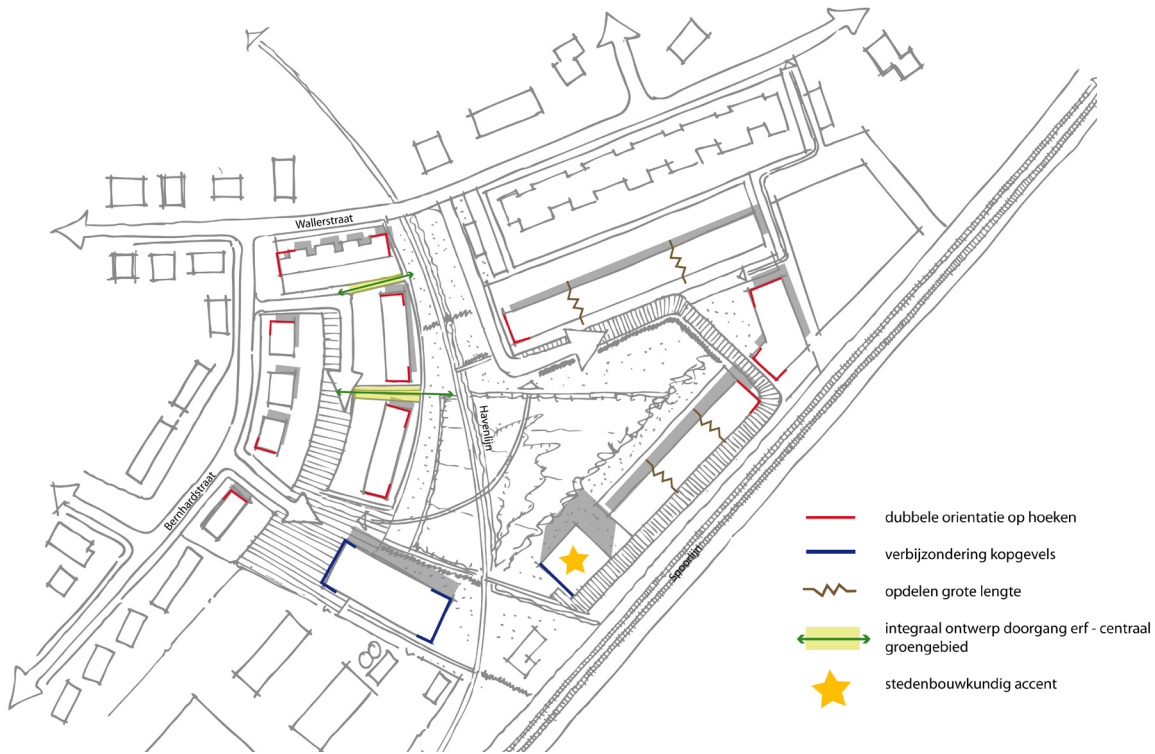 Wallerstraat
Havenlijn
Bernhardstraat
Spoorlijn
dubbele orientatie op hoeken
verbijzondering kopgevels
opdelen grote lengte
integraal ontwerp doorgang erf - centraal
groengebied
stedenbouwkundig accent